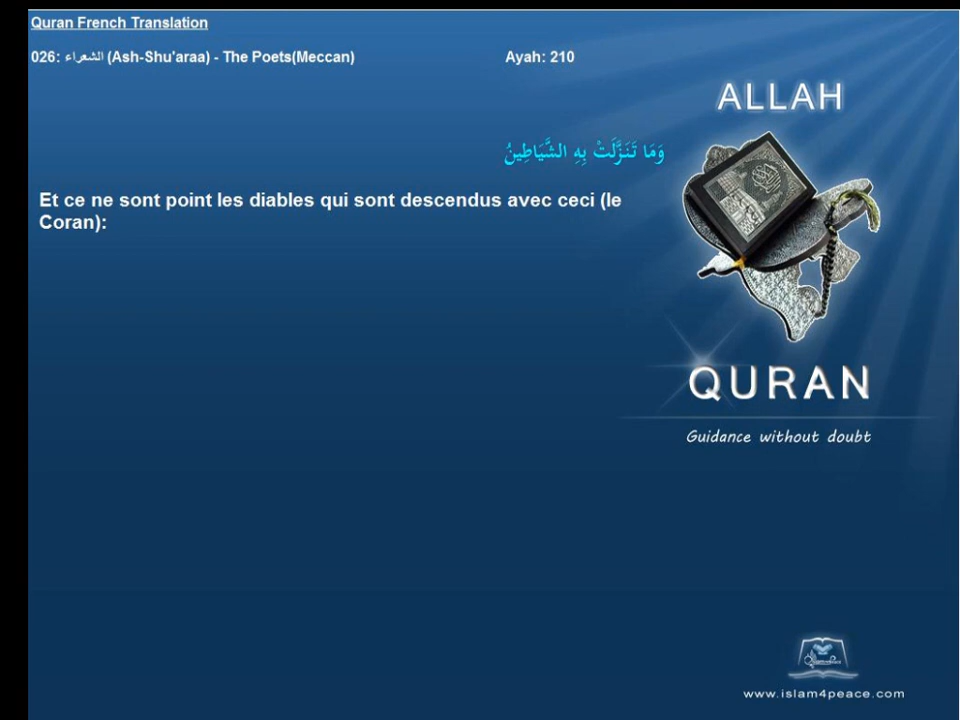 Quran French Translation
026: الشعراء (Ash-Shu'araa) - The Poets(Meccan)
Ayah: 210
ALLAH
وَمَا تَنَزَّلَتْ بِهِ الشَّيَاطِينُ
Et ce ne sont point les diables qui sont descendus avec ceci (le
Coran):
QURAN
Guidance without doubt
www.islam4peace.com